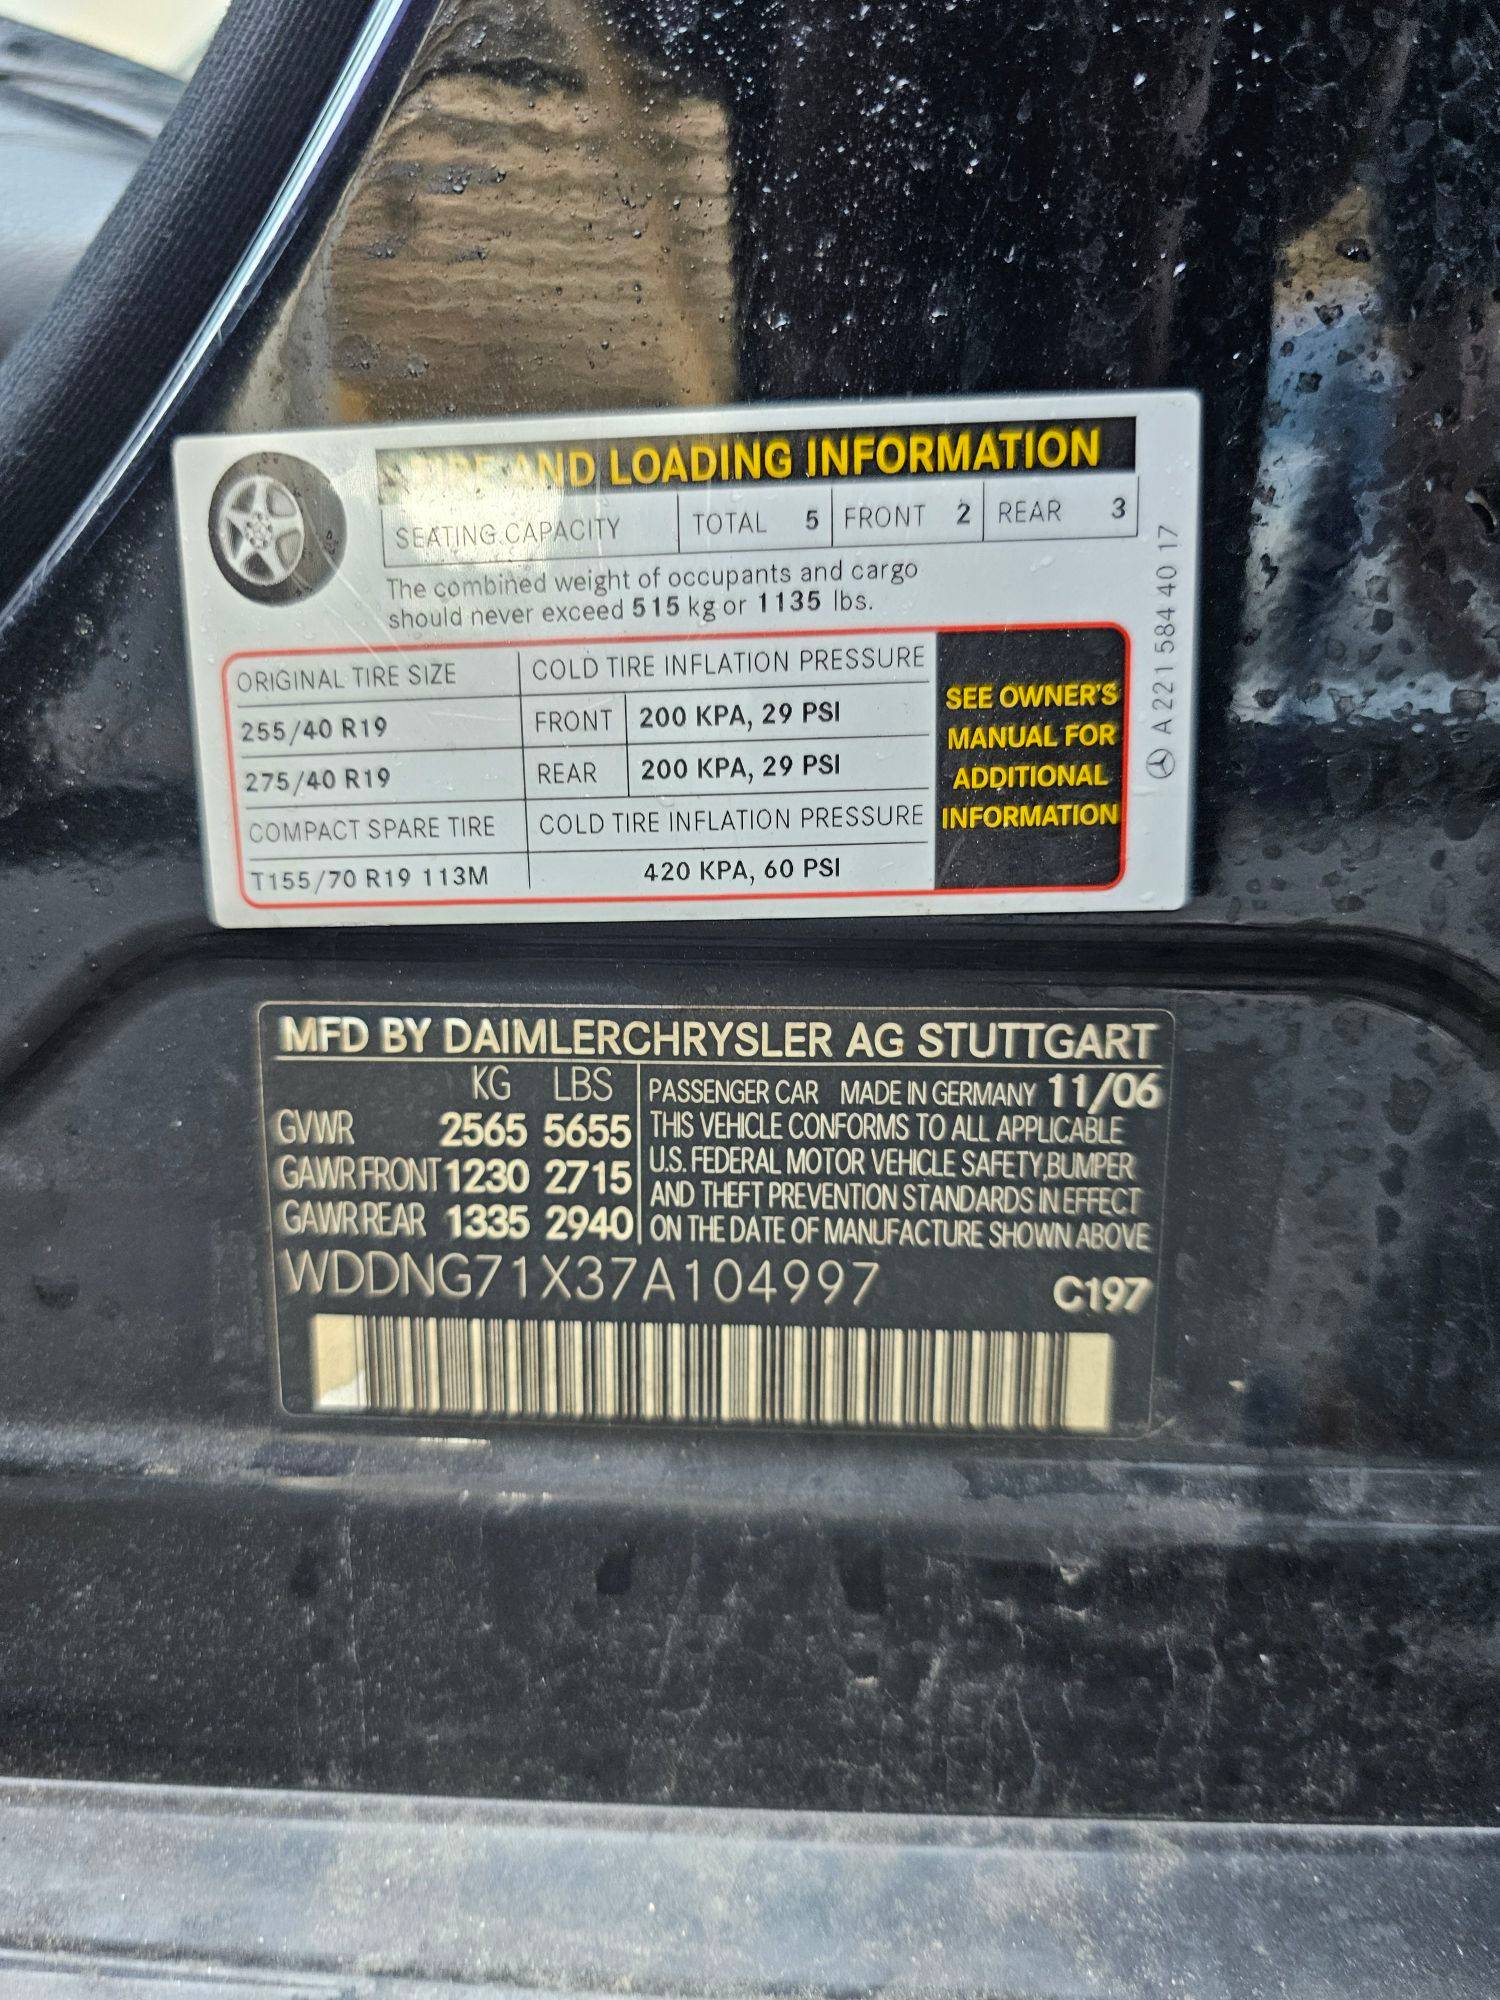 TIRE AND LOADING INFORMATION
SEATING CAPACITY TOTAL 5 FRONT 2 REAR 3
The combined weight of occupants and cargo
should never exceed 515 kg or 1135 lbs.
ORIGINAL TIRE SIZE COLD TIRE INFLATION PRESSURE
255/40 R19 FRONT 200 KPA, 29 PSI
275/40 R19 REAR 200 KPA, 29 PSI
COMPACT SPARE TIRE COLD TIRE INFLATION PRESSURE
T155/70 R19 113M 420 KPA, 60 PSI
SEE OWNER'S
MANUAL FOR
ADDITIONAL
INFORMATION
A 221 584 40 17
MFD BY DAIMLERCHRYSLER AG STUTTGART
KG LBS
GVWR 2565 5655
GAWR FRONT 1230 2715
GAWR REAR 1335 2940
PASSENGER CAR MADE IN GERMANY 11/06
THIS VEHICLE CONFORMS TO ALL APPLICABLE
U.S. FEDERAL MOTOR VEHICLE SAFETY, BUMPER
AND THEFT PREVENTION STANDARDS IN EFFECT
ON THE DATE OF MANUFACTURE SHOWN ABOVE
WDDNG71X37A104997 C197